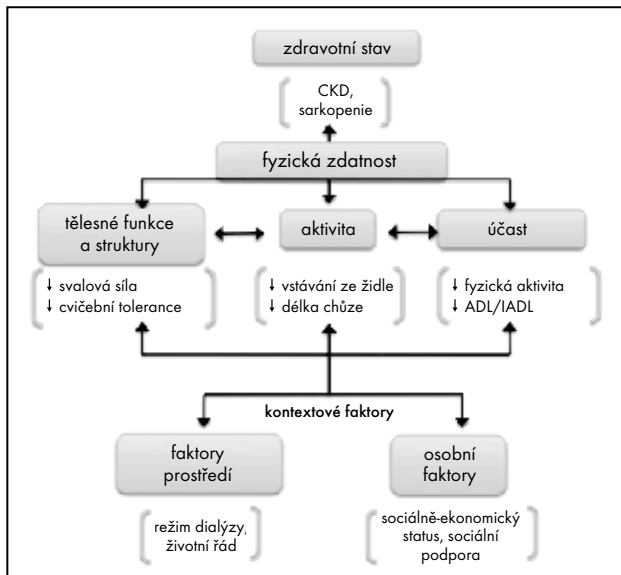 zdravotní stav
CKD,
sarkopenie
fyzická zdatnost
tělesné funkce
a struktury
aktivita
účast
↓ svalová síla
↓ cvičební tolerance
↓ vstávání ze židle
↓ délka chůze
↓ fyzická aktivita
↓ ADL/IADL
kontextové faktory
faktory
prostředí
osobní
faktory
režim dialýzy,
životní řád
sociálně-ekonomický
status, sociální
podpora